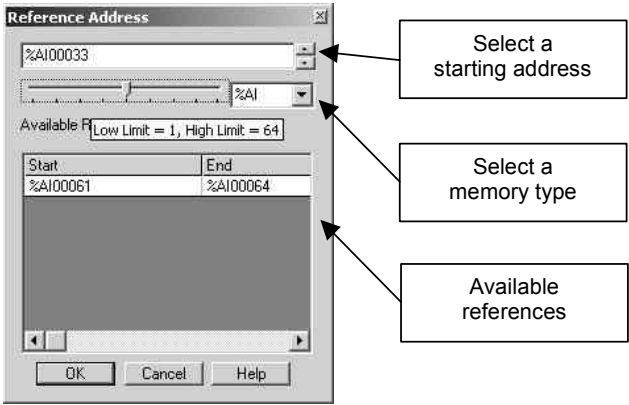 Reference Address
%AI00033
%AI
Available R
Low Limit = 1, High Limit = 64
Start End
%AI00061 %AI00064
OK Cancel Help
Select a
starting address
Select a
memory type
Available
references